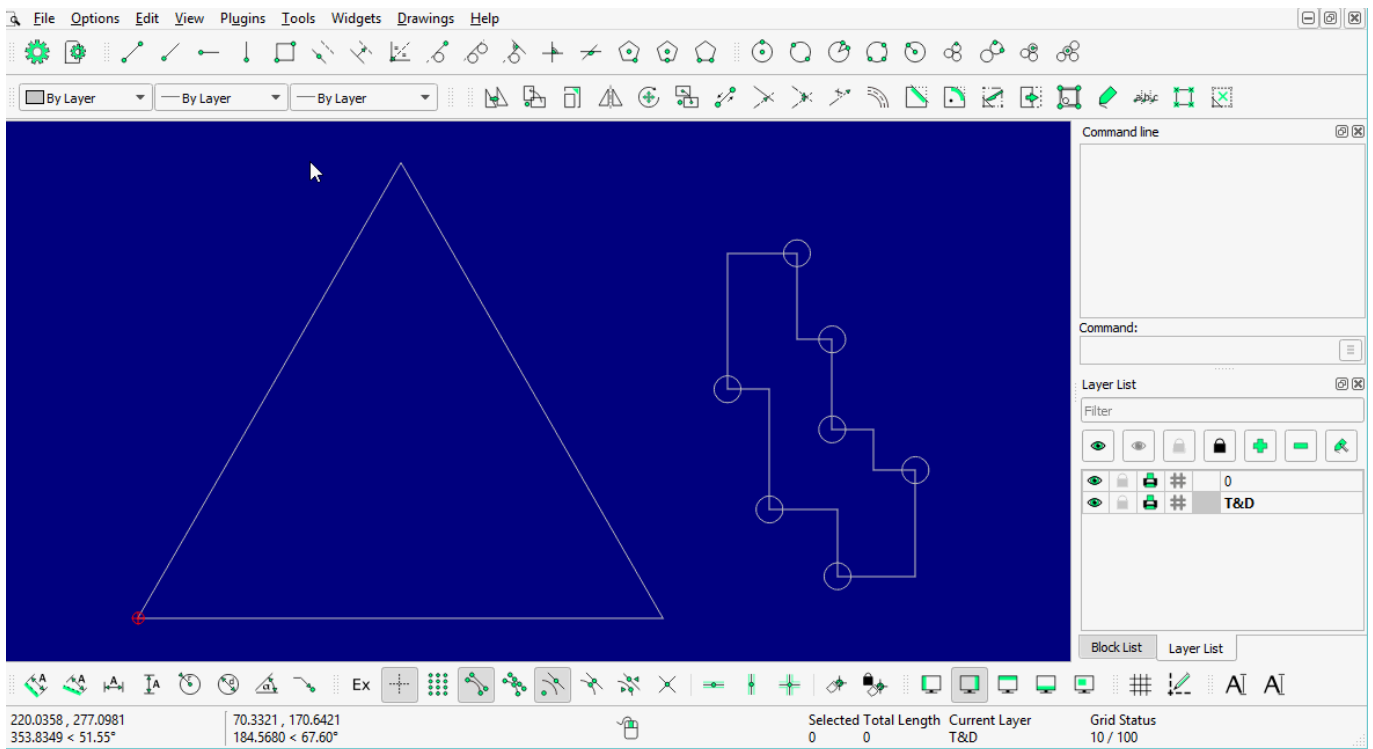 File Options Edit View Plugins Tools Widgets Drawings Help
By Layer By Layer By Layer
Command line
Command:
Layer List
Filter
0
T&D
Block List Layer List
A A A Ex A A
220.0358 , 277.0981 70.3321 , 170.6421 Selected Total Length Current Layer Grid Status
353.8349 < 51.55° 184.5680 < 67.60° 0 0 T&D 10 / 100